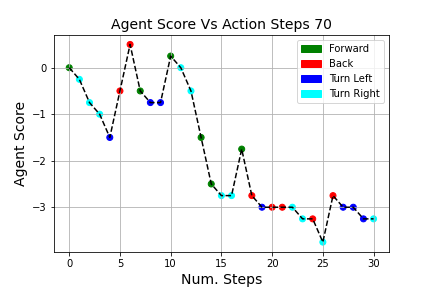 Agent Score Vs Action Steps 70
Forward
Back
Turn Left
Turn Right
Agent Score
0
−1
−2
−3
0 5 10 15 20 25 30
Num. Steps